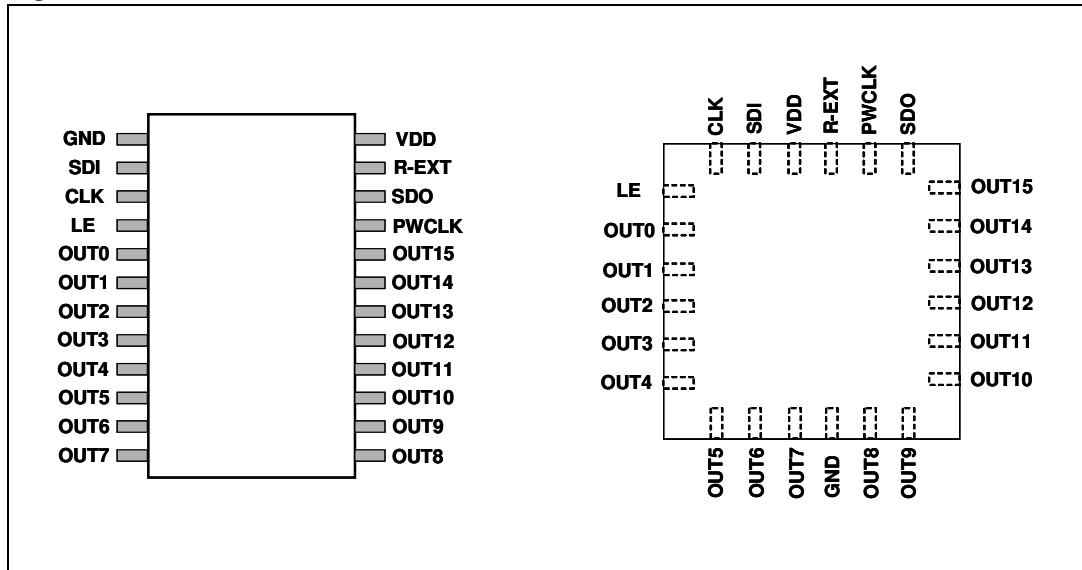 GND
SDI
CLK
LE
OUT0
OUT1
OUT2
OUT3
OUT4
OUT5
OUT6
OUT7
VDD
R-EXT
SDO
PWCLK
OUT15
OUT14
OUT13
OUT12
OUT11
OUT10
OUT9
OUT8
CLK
SDI
VDD
R-EXT
PWCLK
SDO
LE
OUT0
OUT1
OUT2
OUT3
OUT4
OUT15
OUT14
OUT13
OUT12
OUT11
OUT10
OUT5
OUT6
OUT7
GND
OUT8
OUT9